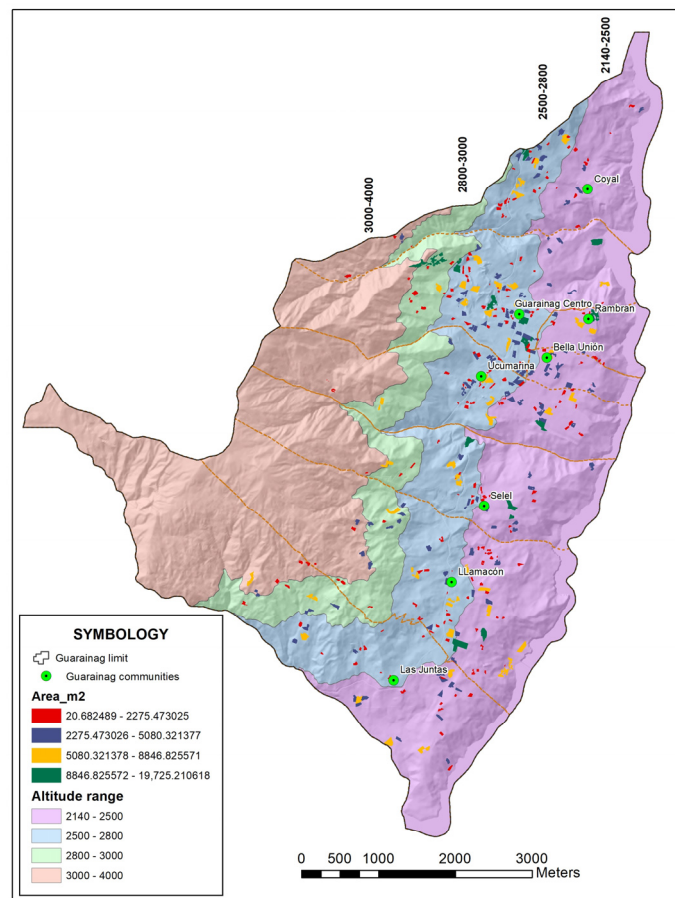 2140-2500
2500-2800
2800-3000
3000-4000
Coyal
Guarainag Centro
Rambran
Bella Unión
Ucumarina
Selel
LLamacón
Las Juntas
SYMBOLOGY
Guarainag limit
Guarainag communities
Area_m2
20.682489 - 2275.473025
2275.473026 - 5080.321377
5080.321378 - 8846.825571
8846.825572 - 19,725.210618
Altitude range
2140 - 2500
2500 - 2800
2800 - 3000
3000 - 4000
0 500 1000 2000 3000
Meters